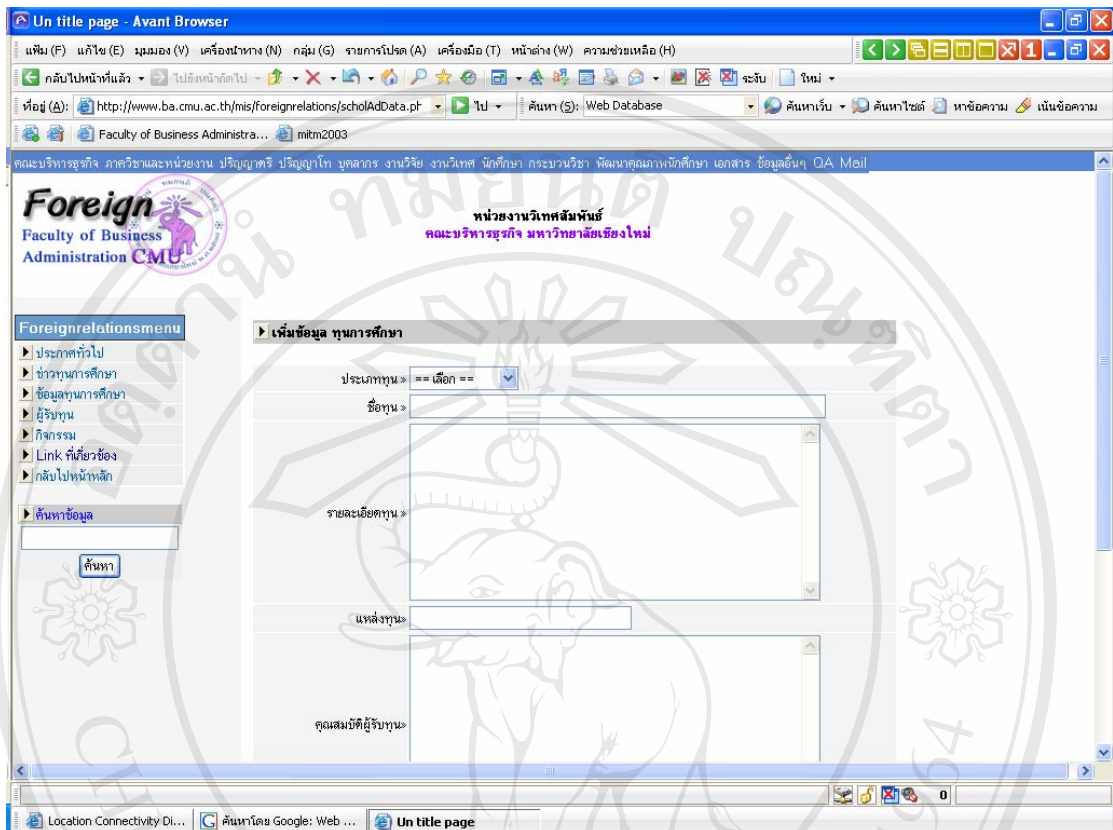 Un title page - Avant Browser
แฟ้ม (F) แก้ไข (E) มุมมอง (V) เครื่องนำทาง (N) กลุ่ม (G) รายการโปรด (A) เครื่องมือ (T) หน้าต่าง (W) ความช่วยเหลือ (H)
กลับไปหน้าที่แล้ว ไปยังหน้าถัดไป ระงับ ใหม่
ที่อยู่ (A): http://www.ba.cmu.ac.th/mis/foreignrelations/scholAdData.pt ไป ค้นหา (S): Web Database ค้นหาเว็บ ค้นหาไซต์ หาข้อความ เน้นข้อความ
Faculty of Business Administra... mitm2003
คณะบริหารธุรกิจ ภาควิชาและหน่วยงาน ปริญญาตรี ปริญญาโท บุคลากร งานวิจัย งานวิเทศ นักศึกษา กระบวนวิชา พัฒนาคุณภาพนักศึกษา เอกสาร ข้อมูลอื่นๆ QA Mail
Foreign
Faculty of Business
Administration CMU
หน่วยงานวิเทศสัมพันธ์
คณะบริหารธุรกิจ มหาวิทยาลัยเชียงใหม่
Foreignrelationsmenu
ประกาศทั่วไป
ข่าวทุนการศึกษา
ข้อมูลทุนการศึกษา
ผู้รับทุน
กิจกรรม
Link ที่เกี่ยวข้อง
กลับไปหน้าหลัก
ค้นหาข้อมูล
ค้นหา
เพิ่มข้อมูล ทุนการศึกษา
ประเภททุน » == เลือก ==
ชื่อทุน »
รายละเอียดทุน »
แหล่งทุน»
คุณสมบัติผู้รับทุน»
0
Location Connectivity Di... ค้นหาโดย Google: Web ... Un title page